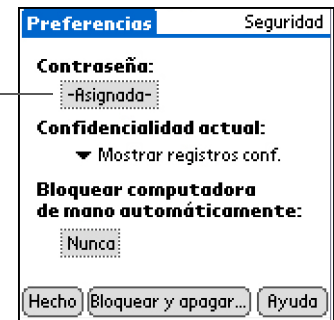 Preferencias Seguridad
Contraseña:
-Asignada-
Confidencialidad actual:
Mostrar registros conf.
Bloquear computadora
de mano automáticamente:
Nunca
Hecho Bloquear y apagar... Ayuda